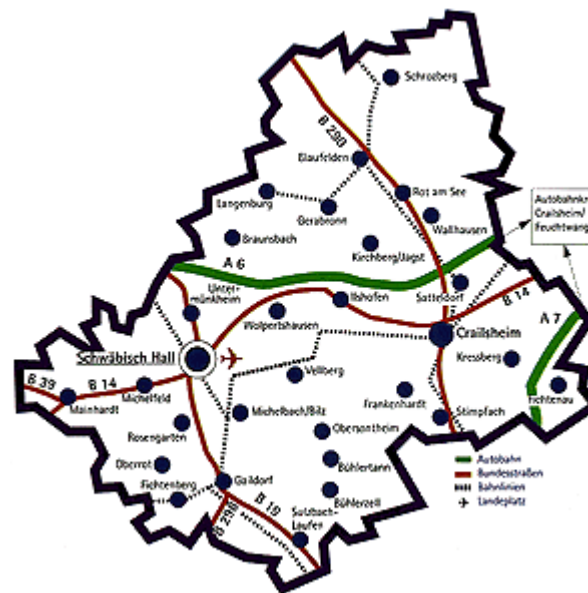 Schrozberg
B 290
Blaufelden
Langenburg
Rot am See
Gerabronn
Wallhausen
Autobahnkr
Crailsheim/
Feuchtwang
Braunsbach
Kirchberg/Jagst
A 6
Unter-
münkheim
Ilshofen
Satteldorf
B 14
Wolpertshausen
A 7
Crailsheim
Schwäbisch Hall
Kressberg
Vellberg
B 39
B 14
Michelfeld
Mainhardt
Frankenhardt
Fichtenau
Michelbach/Bilz
Stimpfach
Rosengarten
Obersontheim
Oberrot
Bühlertann
Autobahn
Bundesstraßen
Bahnlinien
Landeplatz
Fichtenberg
Gaildorf
Bühlerzell
B 19
B 298
Sulzbach-
Laufen